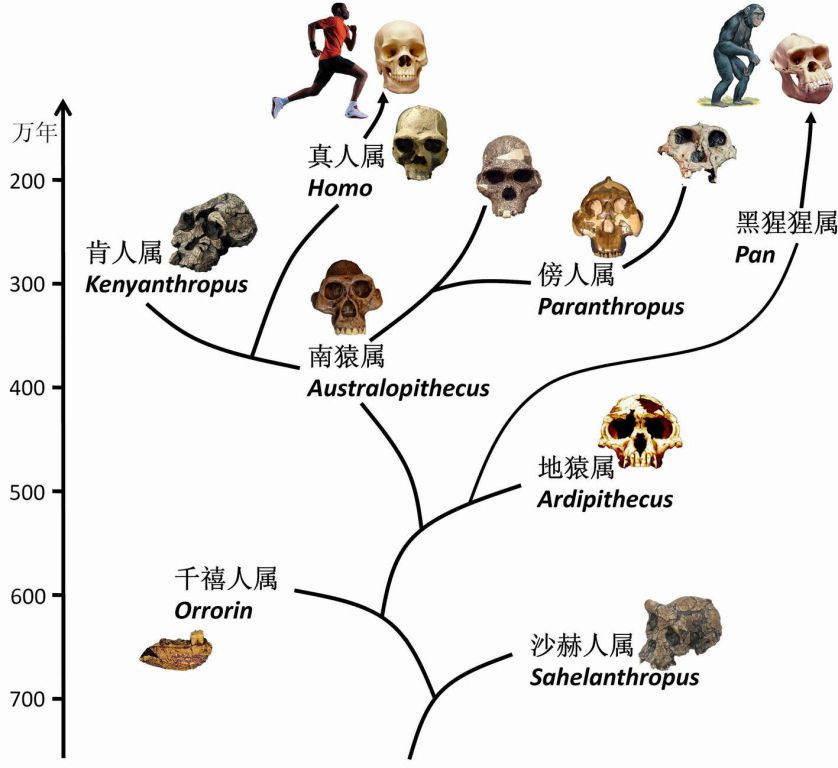 万年
200
300
400
500
600
700
真人属
Homo
肯人属
Kenyanthropus
黑猩猩属
Pan
傍人属
Paranthropus
南猿属
Australopithecus
地猿属
Ardipithecus
千禧人属
Orrorin
沙赫人属
Sahelanthropus